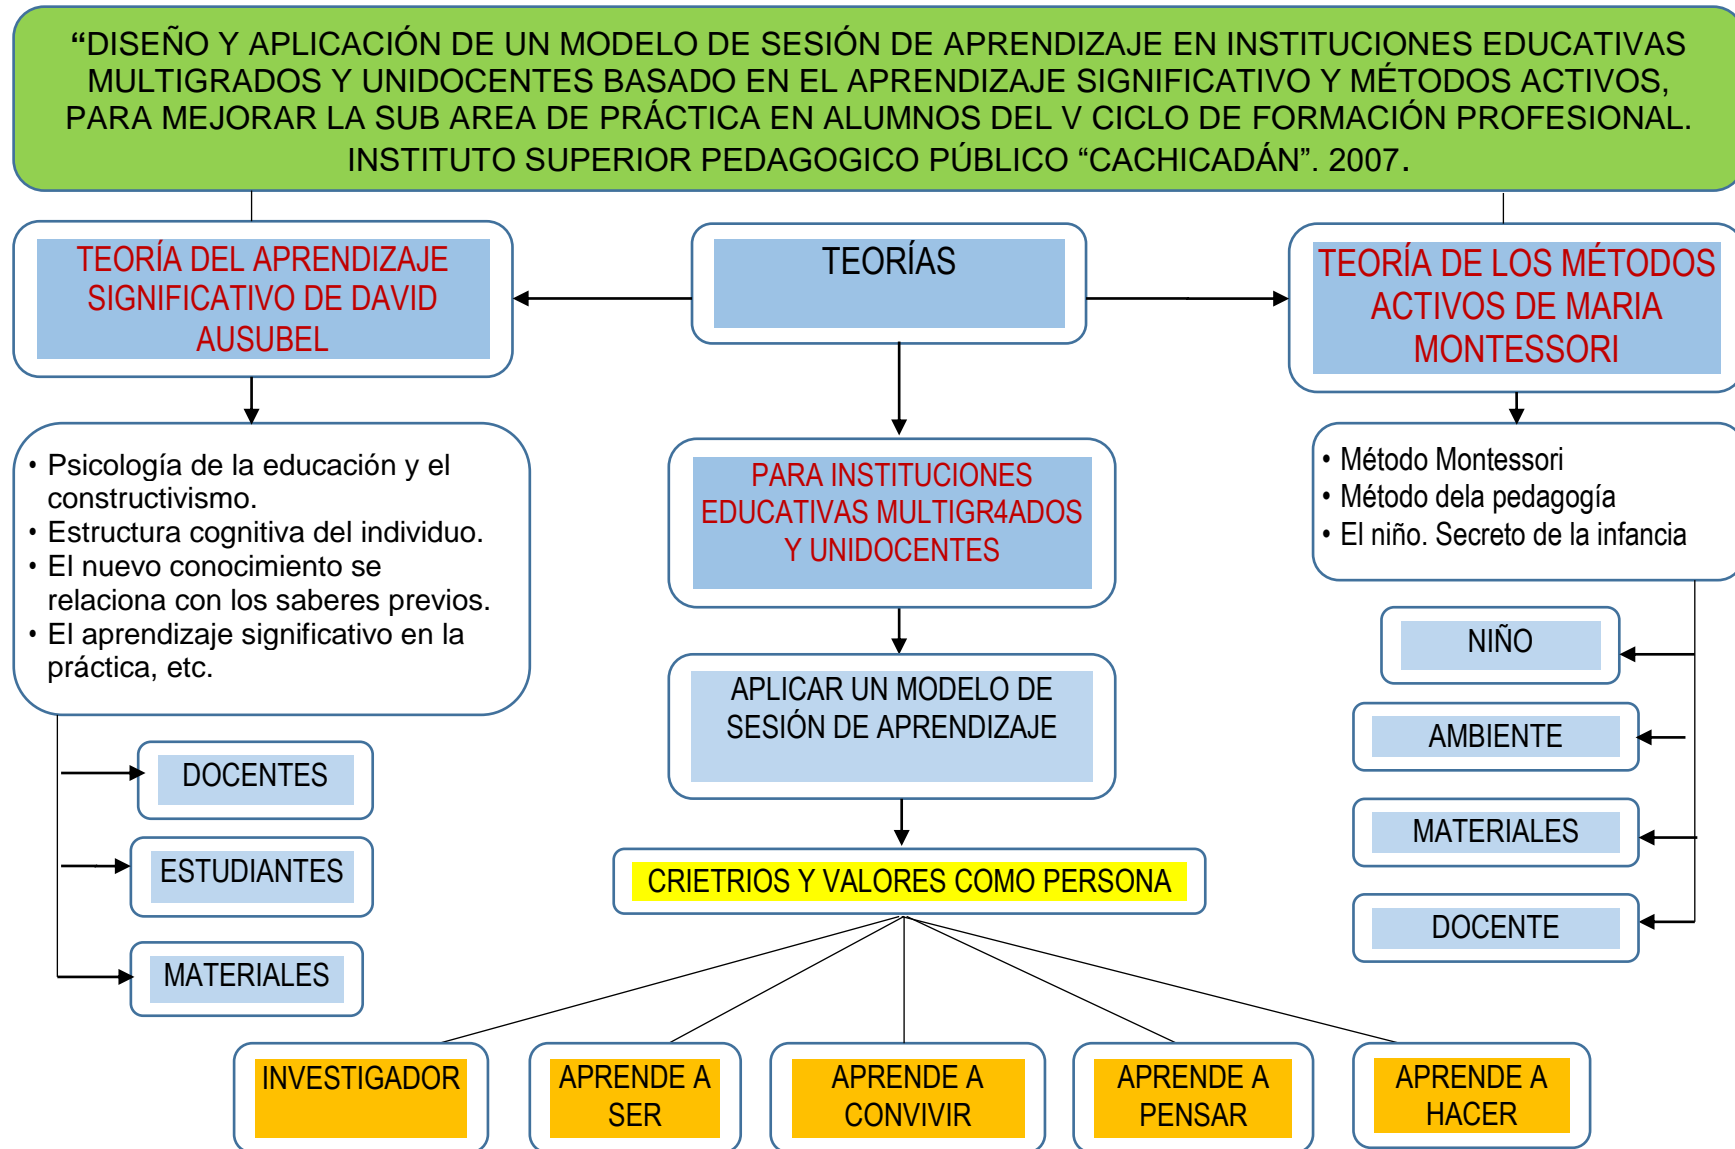 “DISEÑO Y APLICACIÓN DE UN MODELO DE SESIÓN DE APRENDIZAJE EN INSTITUCIONES EDUCATIVAS
MULTIGRADOS Y UNIDOCENTES BASADO EN EL APRENDIZAJE SIGNIFICATIVO Y MÉTODOS ACTIVOS,
PARA MEJORAR LA SUB AREA DE PRÁCTICA EN ALUMNOS DEL V CICLO DE FORMACIÓN PROFESIONAL.
INSTITUTO SUPERIOR PEDAGOGICO PÚBLICO “CACHICADÁN”. 2007.
TEORÍA DEL APRENDIZAJE
SIGNIFICATIVO DE DAVID
AUSUBEL
TEORÍAS
TEORÍA DE LOS MÉTODOS
ACTIVOS DE MARIA
MONTESSORI
• Psicología de la educación y el
constructivismo.
• Estructura cognitiva del individuo.
• El nuevo conocimiento se
relaciona con los saberes previos.
• El aprendizaje significativo en la
práctica, etc.
PARA INSTITUCIONES
EDUCATIVAS MULTIGR4ADOS
Y UNIDOCENTES
• Método Montessori
• Método dela pedagogía
• El niño. Secreto de la infancia
APLICAR UN MODELO DE
SESIÓN DE APRENDIZAJE
NIÑO
AMBIENTE
MATERIALES
DOCENTE
DOCENTES
ESTUDIANTES
MATERIALES
CRIETRIOS Y VALORES COMO PERSONA
INVESTIGADOR
APRENDE A
SER
APRENDE A
CONVIVIR
APRENDE A
PENSAR
APRENDE A
HACER